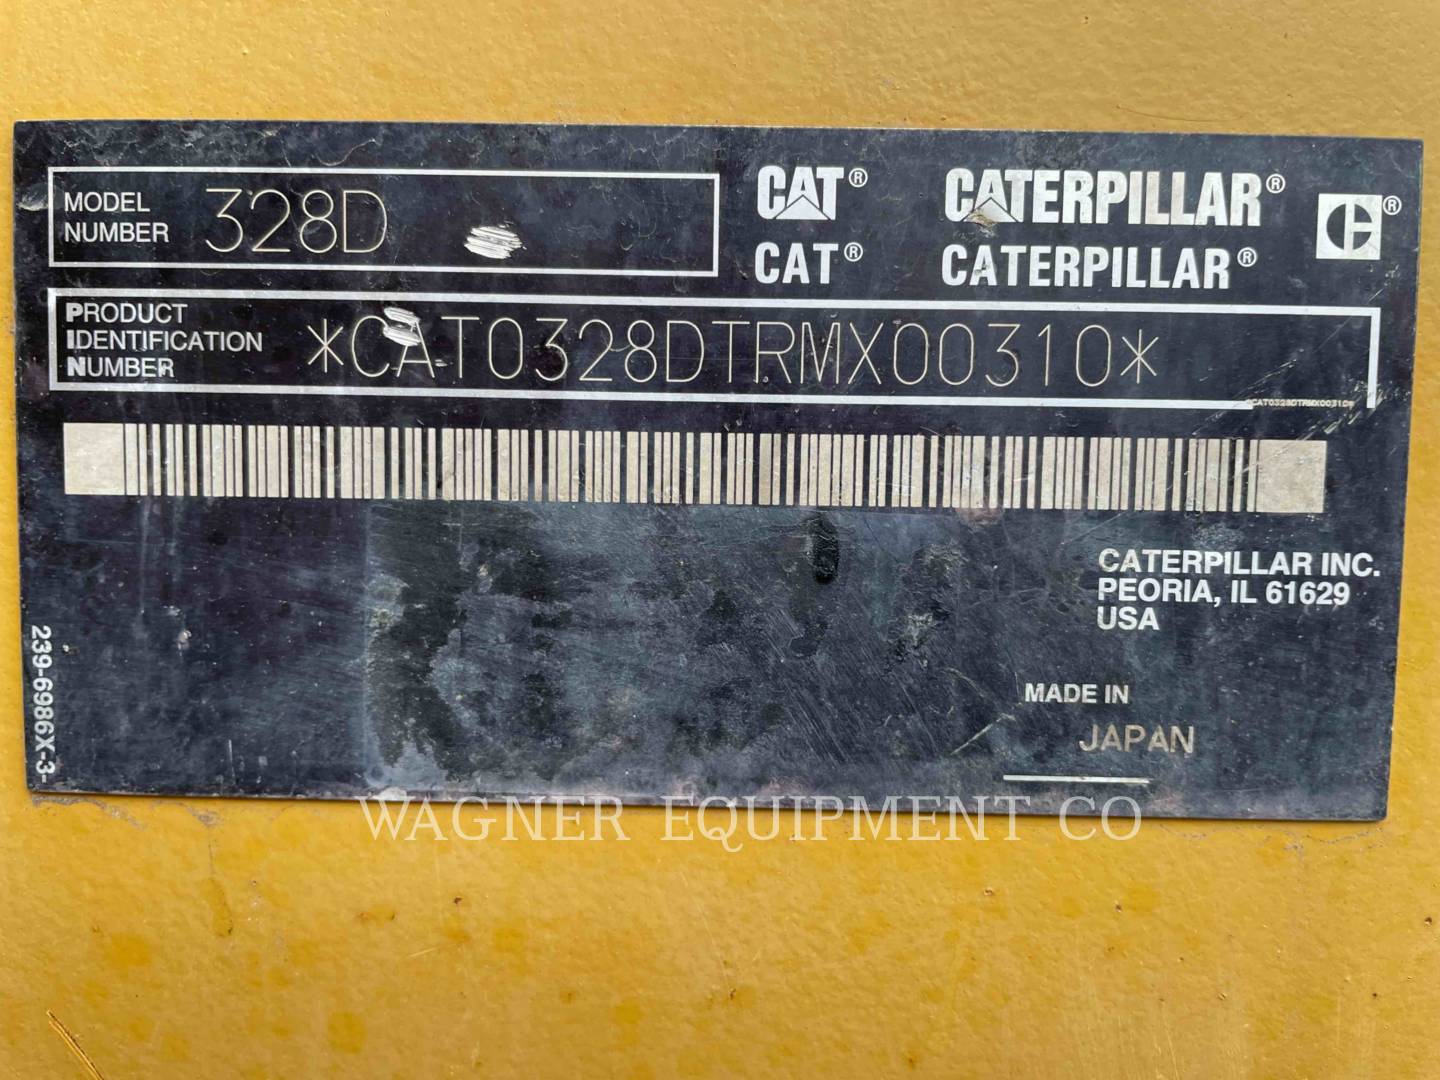 MODEL NUMBER 328D
CAT® CATERPILLAR® ®
CAT® CATERPILLAR®
PRODUCT
IDENTIFICATION
NUMBER
*CAT0328DTRMX00310*
*CAT0328DTRMX00310*
CATERPILLAR INC.
PEORIA, IL 61629
USA
MADE IN
JAPAN
239-6986X-3-
WAGNER EQUIPMENT CO